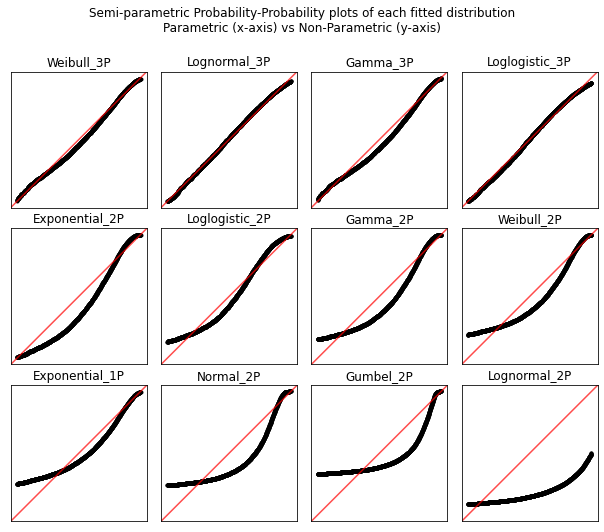 Semi-parametric Probability-Probability plots of each fitted distribution
Parametric (x-axis) vs Non-Parametric (y-axis)
Weibull_3P
Lognormal_3P
Gamma_3P
Loglogistic_3P
Exponential_2P
Loglogistic_2P
Gamma_2P
Weibull_2P
Exponential_1P
Normal_2P
Gumbel_2P
Lognormal_2P